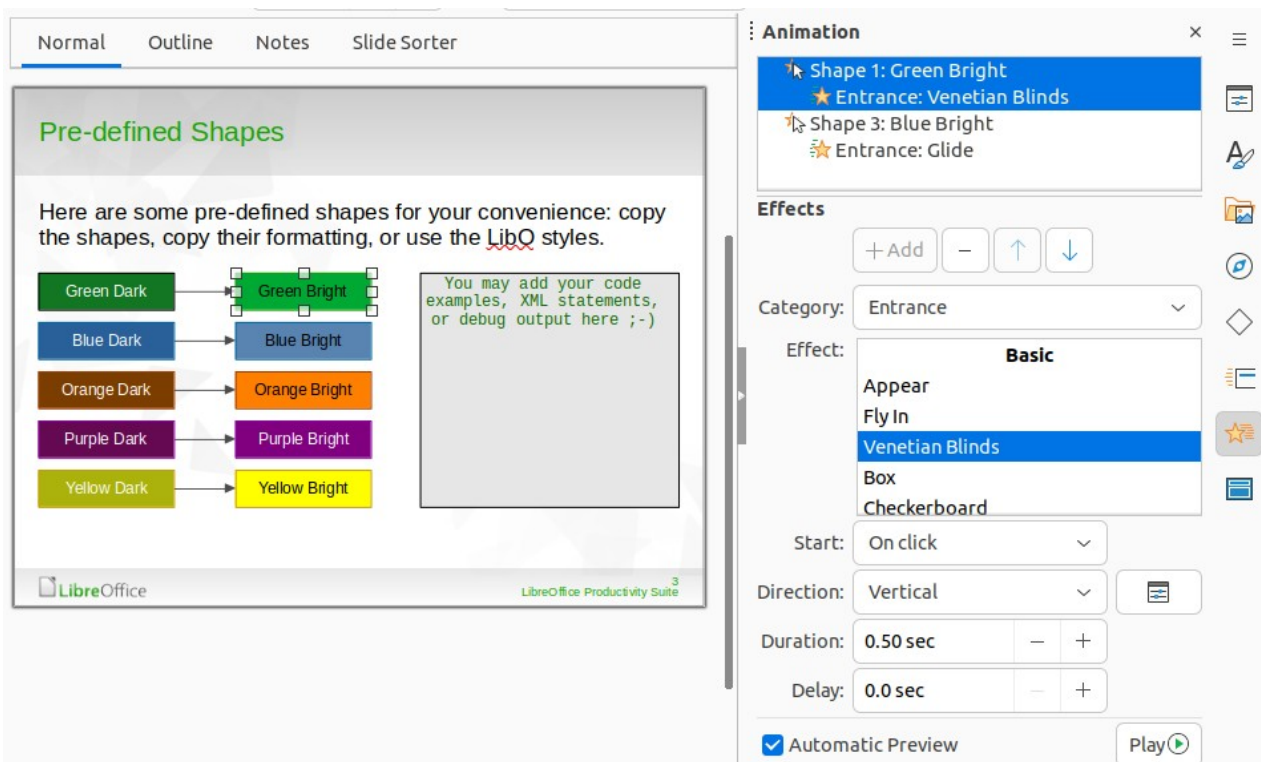 Normal Outline Notes Slide Sorter
Pre-defined Shapes
Here are some pre-defined shapes for your convenience: copy
the shapes, copy their formatting, or use the LibO styles.
Green Dark Green Bright
Blue Dark Blue Bright
Orange Dark Orange Bright
Purple Dark Purple Bright
Yellow Dark Yellow Bright
You may add your code
examples, XML statements,
or debug output here ;-)
LibreOffice
3
LibreOffice Productivity Suite
Animation
Shape 1: Green Bright
Entrance: Venetian Blinds
Shape 3: Blue Bright
Entrance: Glide
Effects
+ Add
Category: Entrance
Effect:
Basic
Appear
Fly In
Venetian Blinds
Box
Checkerboard
Start: On click
Direction: Vertical
Duration: 0.50 sec
Delay: 0.0 sec
Automatic Preview Play